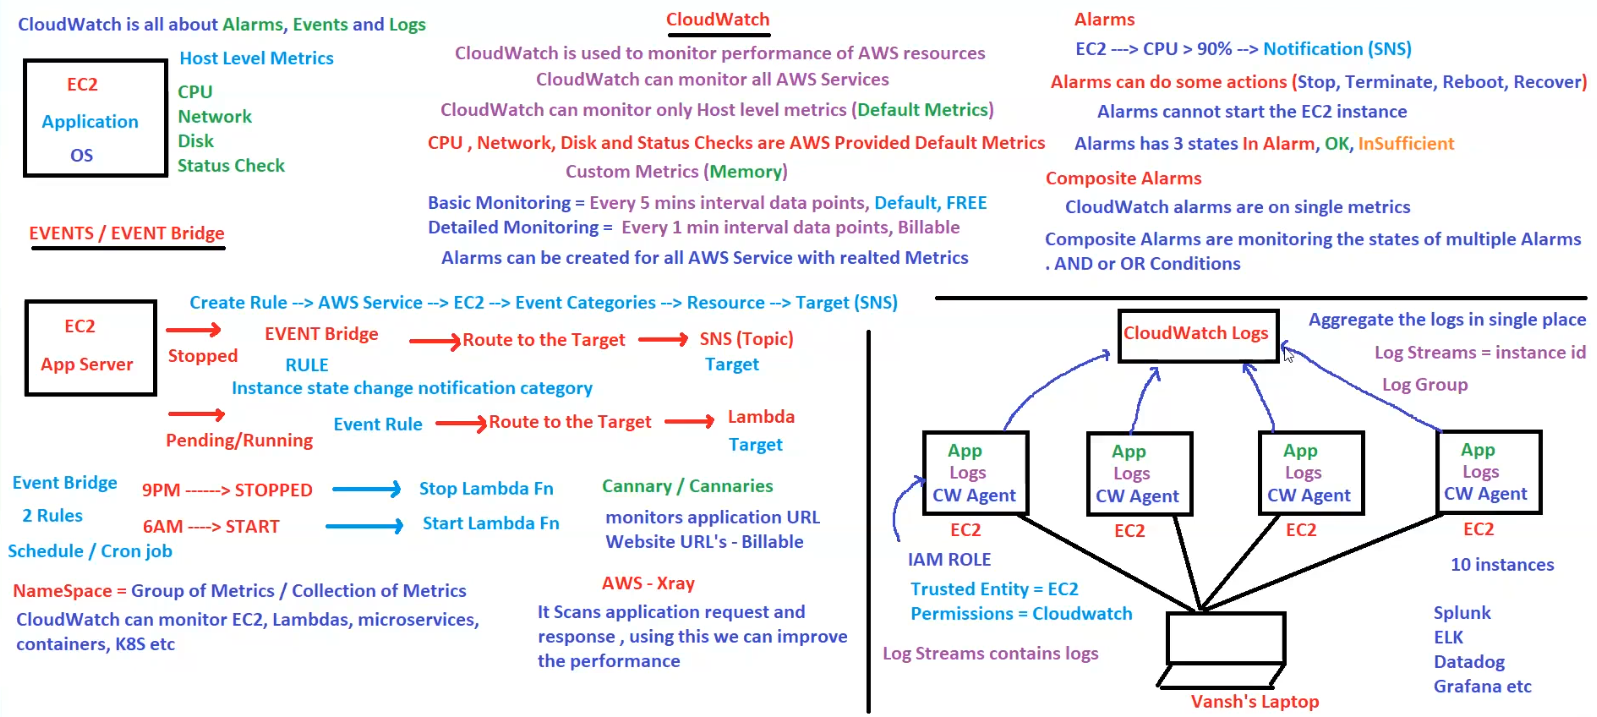 CloudWatch is all about Alarms, Events and Logs
EC2
Application
OS
Host Level Metrics
CPU
Network
Disk
Status Check
CloudWatch
CloudWatch is used to monitor performance of AWS resources
CloudWatch can monitor all AWS Services
CloudWatch can monitor only Host level metrics (Default Metrics)
CPU , Network, Disk and Status Checks are AWS Provided Default Metrics
Custom Metrics (Memory)
Basic Monitoring = Every 5 mins interval data points, Default, FREE
Detailed Monitoring = Every 1 min interval data points, Billable
Alarms can be created for all AWS Service with realted Metrics
Alarms
EC2 ---> CPU > 90% --> Notification (SNS)
Alarms can do some actions (Stop, Terminate, Reboot, Recover)
Alarms cannot start the EC2 instance
Alarms has 3 states In Alarm, OK, InSufficient
Composite Alarms
CloudWatch alarms are on single metrics
Composite Alarms are monitoring the states of multiple Alarms
. AND or OR Conditions
EVENTS / EVENT Bridge
Create Rule --> AWS Service --> EC2 --> Event Categories --> Resource --> Target (SNS)
EC2
App Server
Stopped
EVENT Bridge
RULE
Route to the Target
SNS (Topic)
Target
Instance state change notification category
Pending/Running
Event Rule
Route to the Target
Lambda
Target
Event Bridge
2 Rules
Schedule / Cron job
9PM ------> STOPPED
Stop Lambda Fn
6AM ----> START
Start Lambda Fn
NameSpace = Group of Metrics / Collection of Metrics
CloudWatch can monitor EC2, Lambdas, microservices,
containers, K8S etc
Cannary / Cannaries
monitors application URL
Website URL's - Billable
AWS - Xray
It Scans application request and
response , using this we can improve
the performance
CloudWatch Logs
Aggregate the logs in single place
Log Streams = instance id
Log Group
App
Logs
CW Agent
EC2
App
Logs
CW Agent
EC2
App
Logs
CW Agent
EC2
App
Logs
CW Agent
EC2
IAM ROLE
Trusted Entity = EC2
Permissions = Cloudwatch
Log Streams contains logs
Vansh's Laptop
10 instances
Splunk
ELK
Datadog
Grafana etc